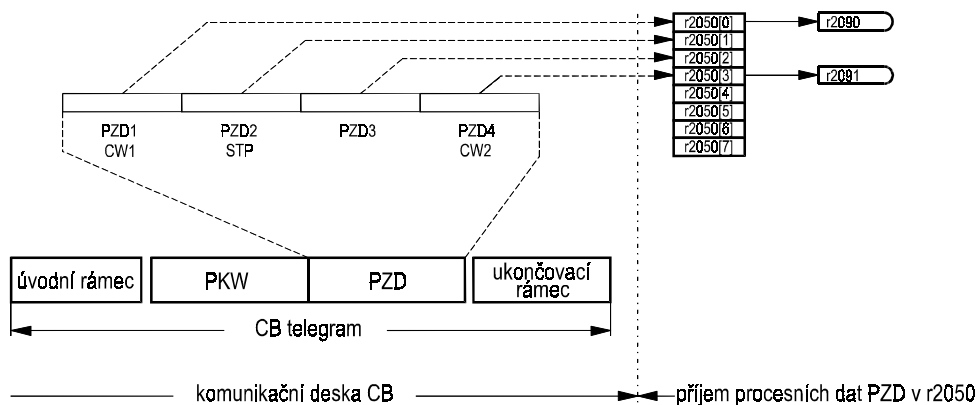 r2050[0]
r2090
r2050[1]
r2050[2]
r2050[3]
r2091
r2050[4]
r2050[5]
r2050[6]
r2050[7]
PZD1 PZD2 PZD3 PZD4
CW1 STP CW2
úvodní rámec PKW PZD ukončovací rámec
CB telegram
komunikační deska CB příjem procesních dat PZD v r2050